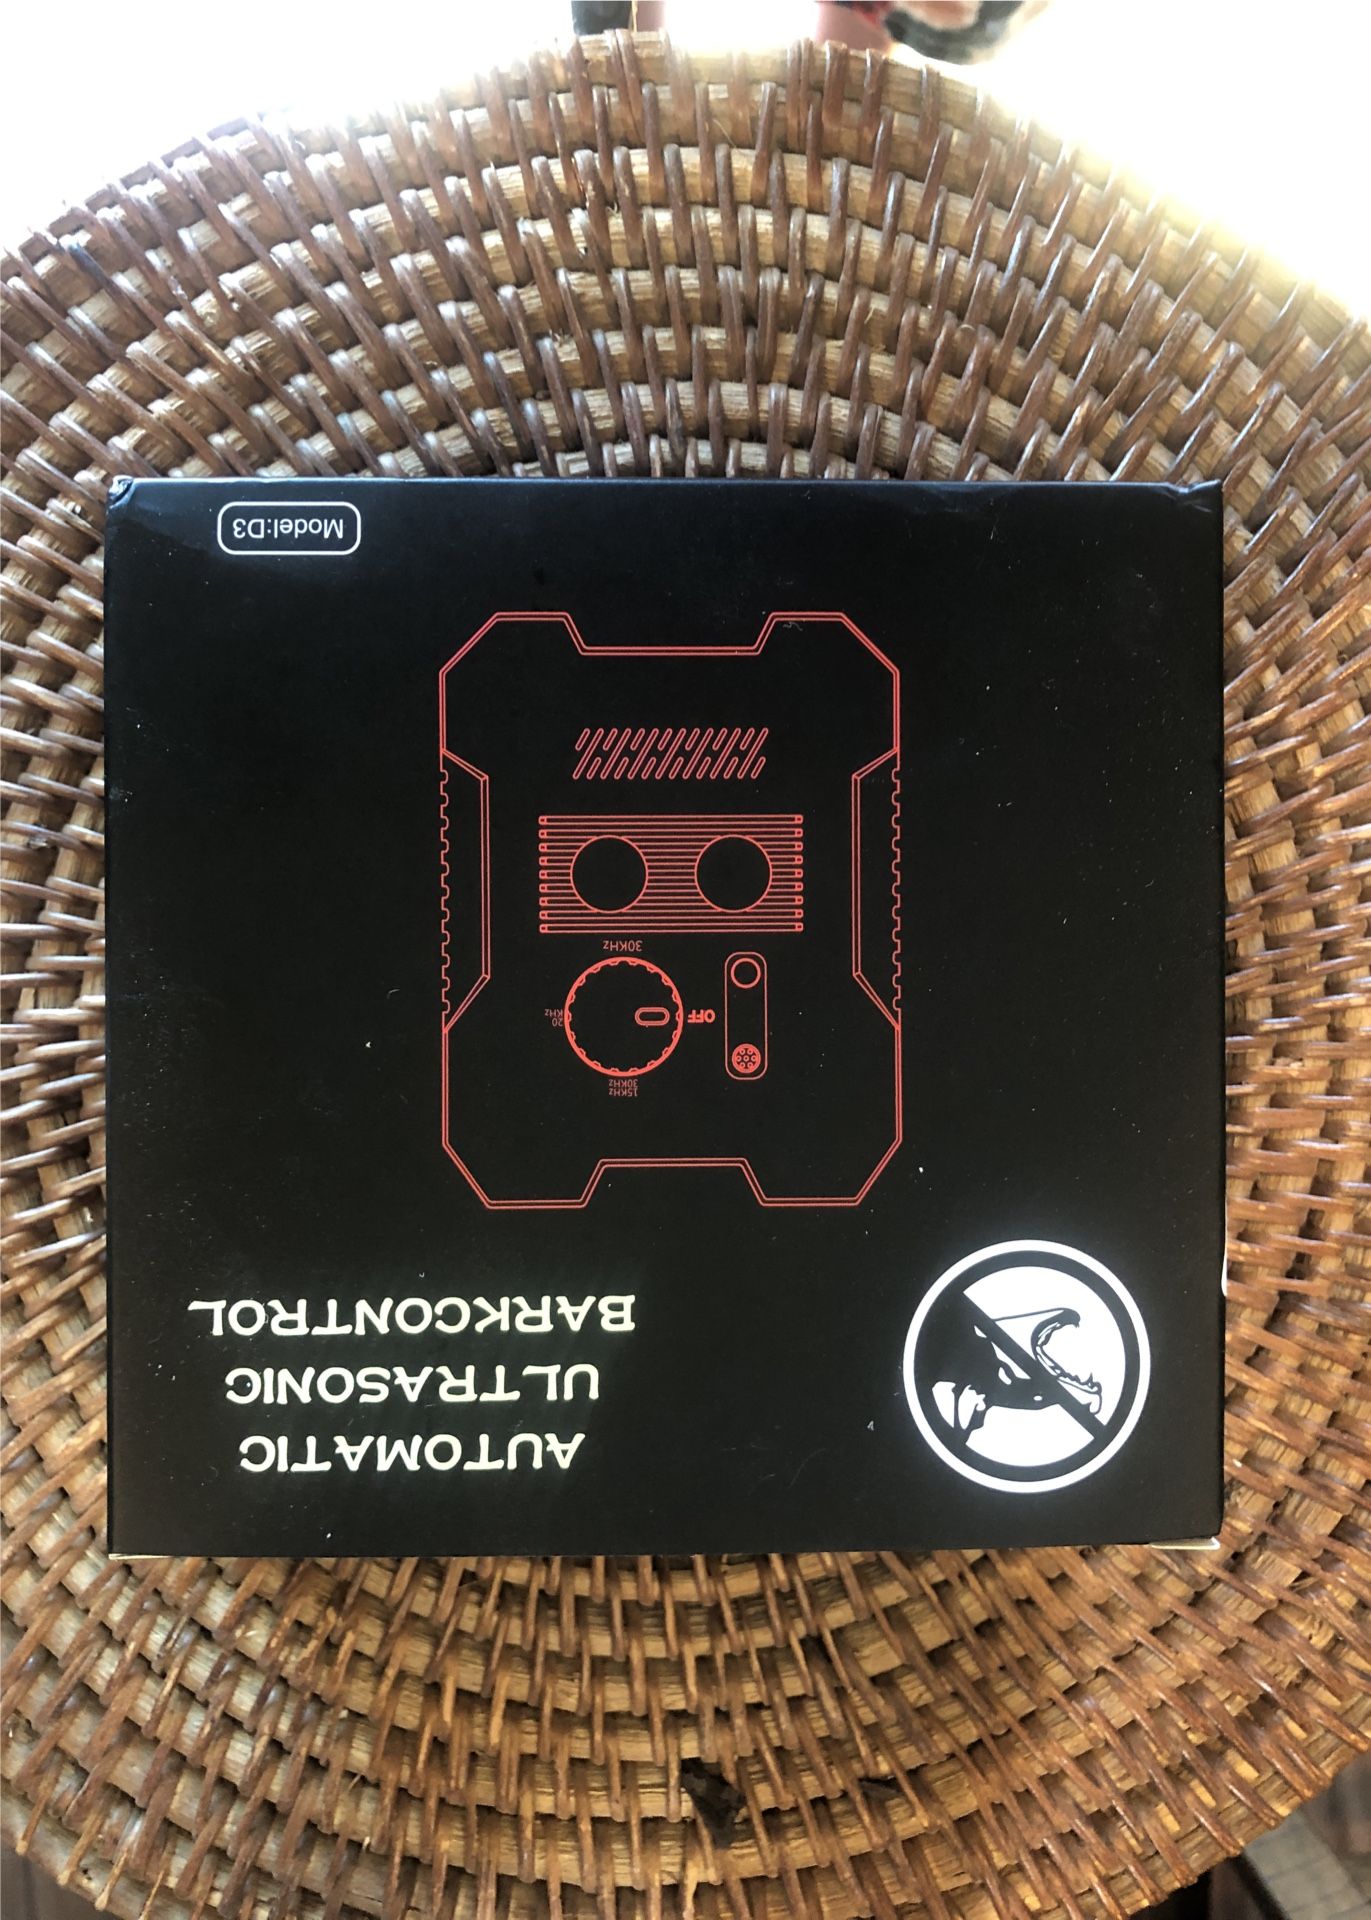 AUTOMATIC
ULTRASONIC
BARKCONTROL
15KHz
30KHz
OFF
20
KHz
30KHz
Model:D3